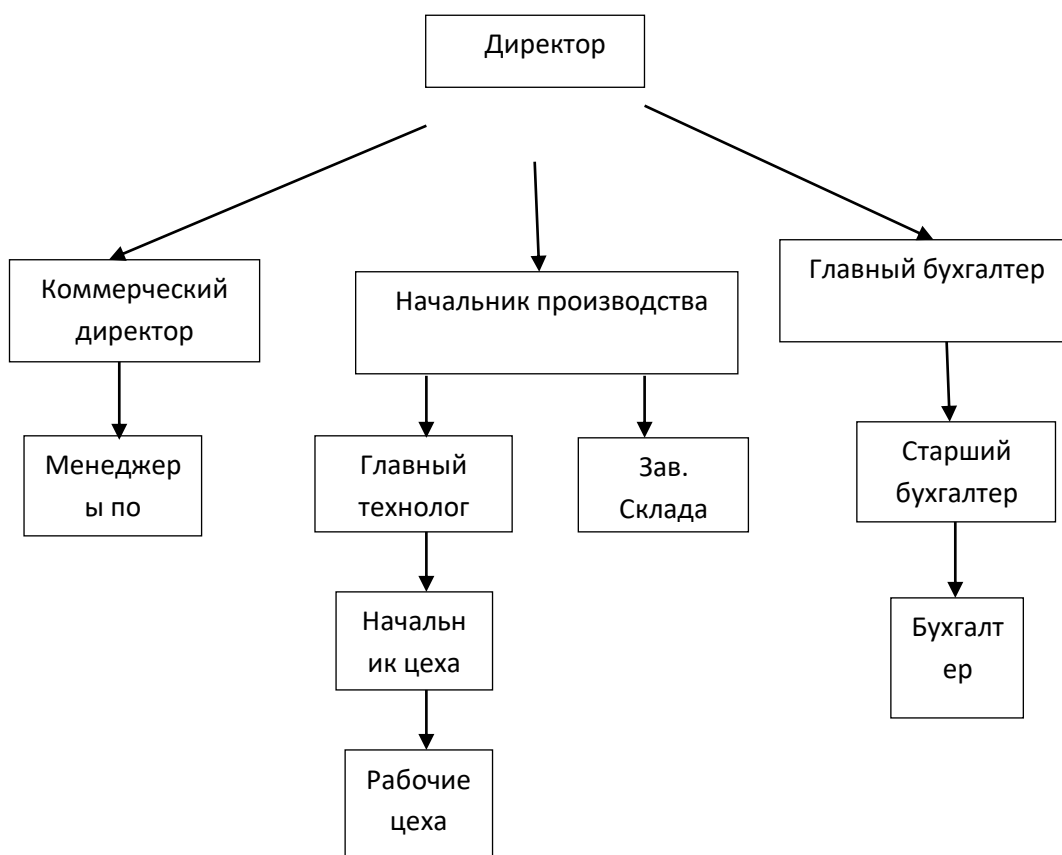 Директор
Коммерческий
директор
Начальник производства
Главный бухгалтер
Менеджер
ы по
Главный
технолог
Зав.
Склада
Старший
бухгалтер
Начальн
ик цеха
Бухгалт
ер
Рабочие
цеха